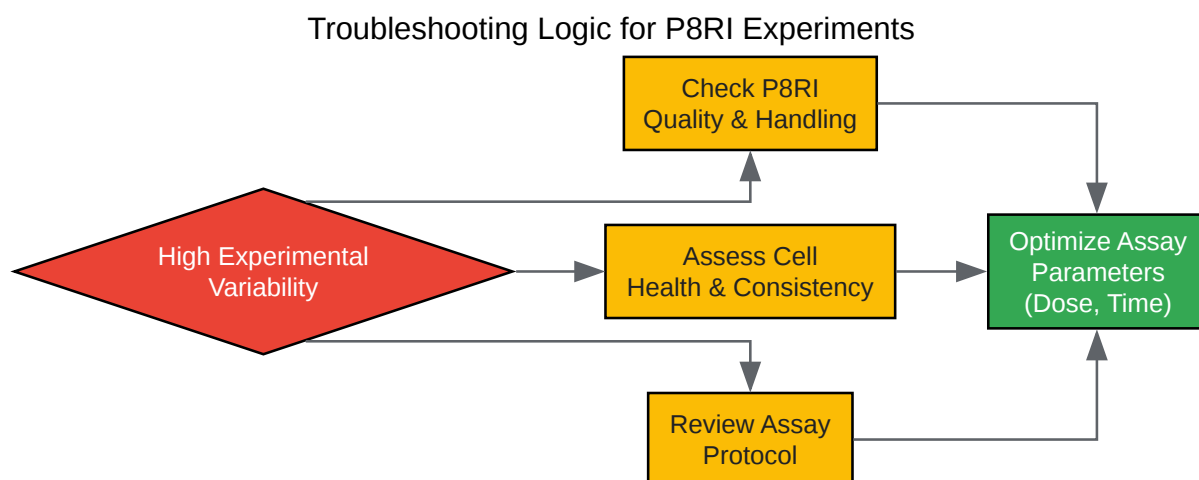 Troubleshooting Logic for P8RI Experiments
Check P8RI
Quality & Handling
High Experimental
Variability
Assess Cell
Health & Consistency
Optimize Assay
Parameters
(Dose, Time)
Review Assay
Protocol